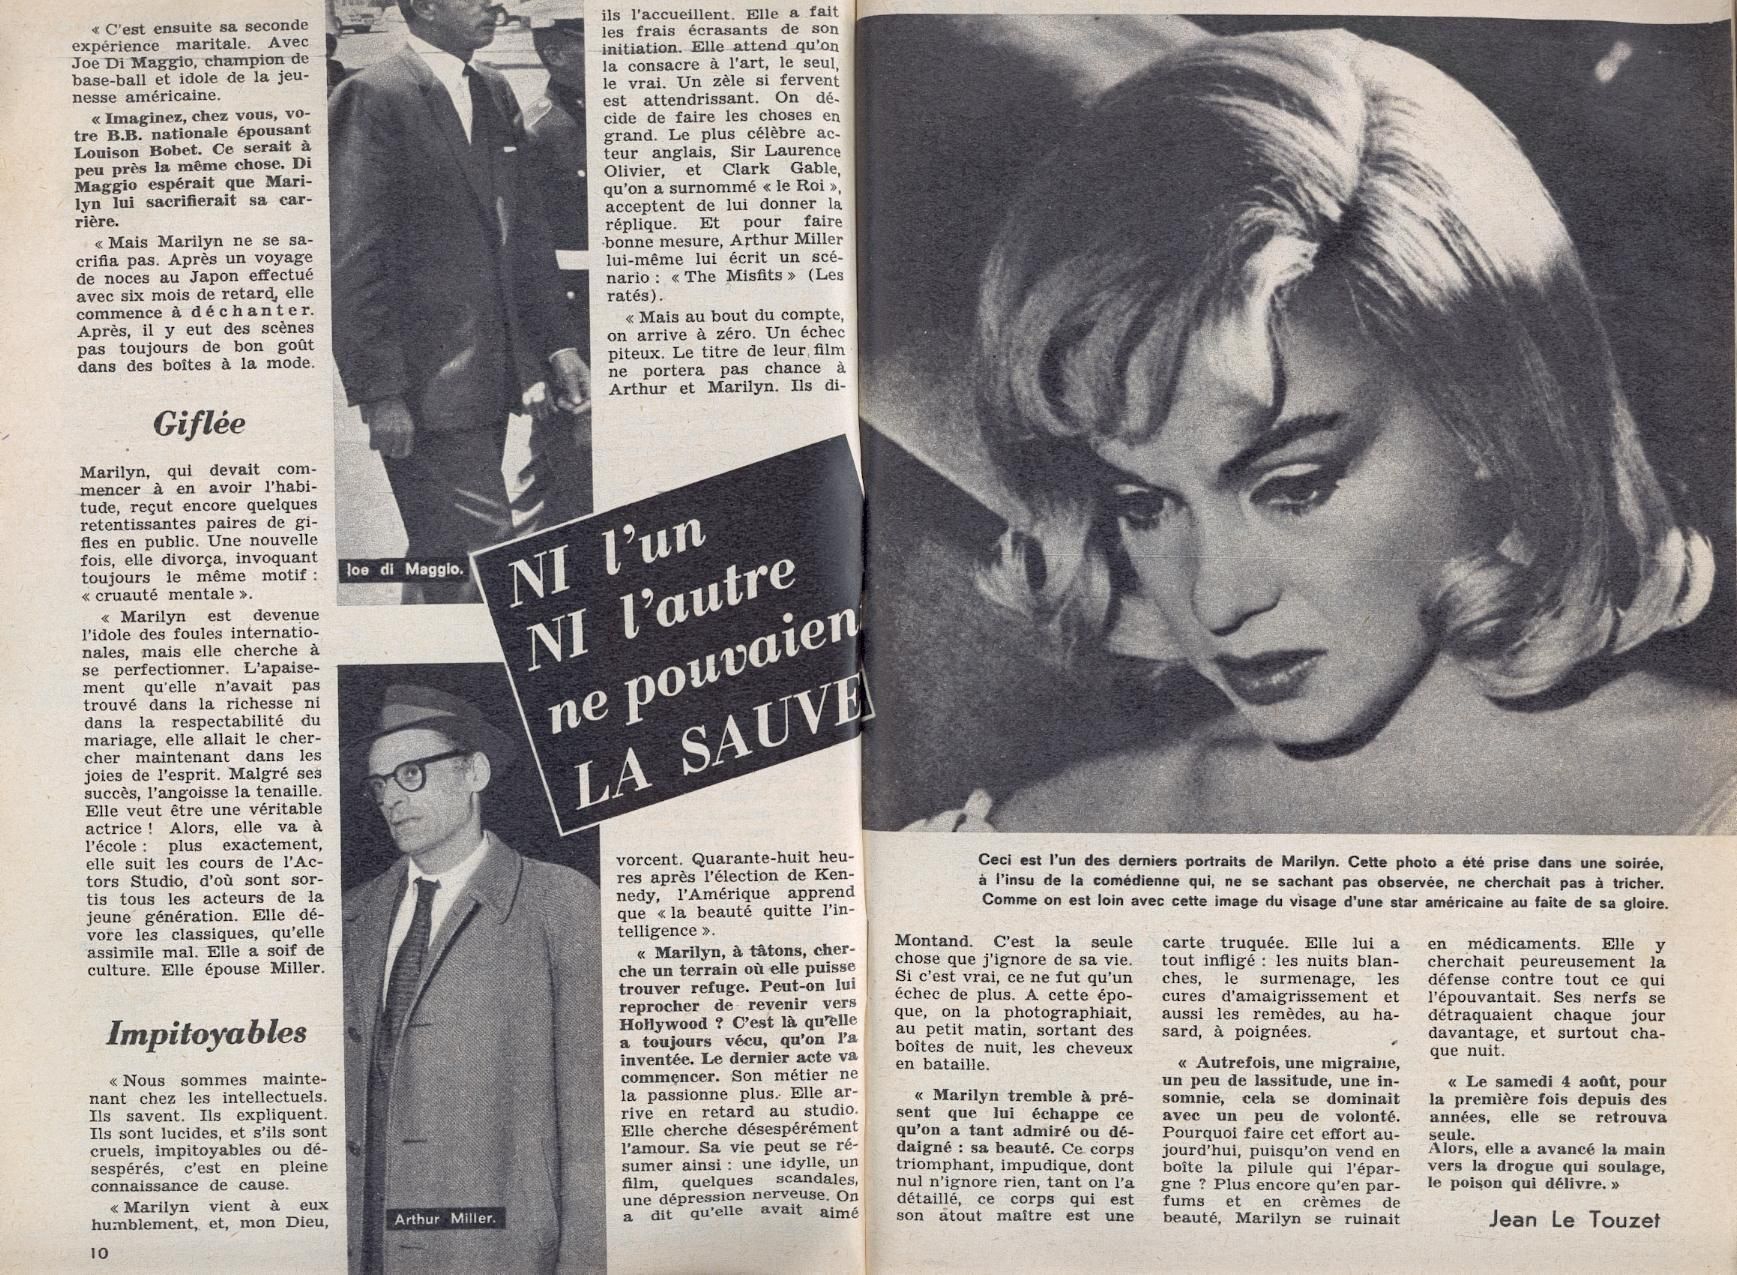 « C'est ensuite sa seconde
expérience maritale. Avec
Joe Di Maggio, champion de
base-ball et idole de la jeu-
nesse américaine.
« Imaginez, chez vous, vo-
tre B.B. nationale épousant
Louison Bobet. Ce serait à
peu près la même chose. Di
Maggio espérait que Mari-
lyn lui sacrifierait sa car-
rière.
« Mais Marilyn ne se sa-
crifia pas. Après un voyage
de noces au Japon effectué
avec six mois de retard, elle
commence à déchanter.
Après, il y eut des scènes
pas toujours de bon goût
dans des boîtes à la mode.
Giflée
Marilyn, qui devait com-
mencer à en avoir l'habi-
tude, reçut encore quelques
retentissantes paires de gi-
fles en public. Une nouvelle
fois, elle divorça, invoquant
toujours le même motif :
« cruauté mentale ».
« Marilyn est devenue
l'idole des foules internatio-
nales, mais elle cherche à
se perfectionner. L'apaise-
ment qu'elle n'avait pas
trouvé dans la richesse ni
dans la respectabilité du
mariage, elle allait le cher-
cher maintenant dans les
joies de l'esprit. Malgré ses
succès, l'angoisse la tenaille.
Elle veut être une véritable
actrice ! Alors, elle va à
l'école : plus exactement,
elle suit les cours de l'Ac-
tors Studio, d'où sont sor-
tis tous les acteurs de la
jeune génération. Elle dé-
vore les classiques, qu'elle
assimile mal. Elle a soif de
culture. Elle épouse Miller.
Impitoyables
« Nous sommes mainte-
nant chez les intellectuels.
Ils savent. Ils expliquent.
Ils sont lucides, et s'ils sont
cruels, impitoyables ou dé-
sespérés, c'est en pleine
connaissance de cause.
« Marilyn vient à eux
humblement, et, mon Dieu,
10
Joe di Maggio.
Arthur Miller.
ils l'accueillent. Elle a fait
les frais écrasants de son
initiation. Elle attend qu'on
la consacre à l'art, le seul,
le vrai. Un zèle si fervent
est attendrissant. On dé-
cide de faire les choses en
grand. Le plus célèbre ac-
teur anglais, Sir Laurence
Olivier, et Clark Gable,
qu'on a surnommé « le Roi »,
acceptent de lui donner la
réplique. Et pour faire
bonne mesure, Arthur Miller
lui-même lui écrit un scé-
nario : « The Misfits » (Les
ratés).
« Mais au bout du compte,
on arrive à zéro. Un échec
piteux. Le titre de leur film
ne portera pas chance à
Arthur et Marilyn. Ils di-
NI l'un
NI l'autre
ne pouvaien
LA SAUVE
vorcent. Quarante-huit heu-
res après l'élection de Ken-
nedy, l'Amérique apprend
que « la beauté quitte l'in-
telligence ».
« Marilyn, à tâtons, cher-
che un terrain où elle puisse
trouver refuge. Peut-on lui
reprocher de revenir vers
Hollywood ? C'est là qu'elle
a toujours vécu, qu'on l'a
inventée. Le dernier acte va
commencer. Son métier ne
la passionne plus. Elle ar-
rive en retard au studio.
Elle cherche désespérément
l'amour. Sa vie peut se ré-
sumer ainsi : une idylle, un
film, quelques scandales,
une dépression nerveuse. On
a dit qu'elle avait aimé
Ceci est l'un des derniers portraits de Marilyn. Cette photo a été prise dans une soirée,
à l'insu de la comédienne qui, ne se sachant pas observée, ne cherchait pas à tricher.
Comme on est loin avec cette image du visage d'une star américaine au faite de sa gloire.
Montand. C'est la seule
chose que j'ignore de sa vie.
Si c'est vrai, ce ne fut qu'un
échec de plus. A cette épo-
que, on la photographiait,
au petit matin, sortant des
boîtes de nuit, les cheveux
en bataille.
« Marilyn tremble à pré-
sent que lui échappe ce
qu'on a tant admiré ou dé-
daigné : sa beauté. Ce corps
triomphant, impudique, dont
nul n'ignore rien, tant on l'a
détaillé, ce corps qui est
son atout maître est une
carte truquée. Elle lui a
tout infligé : les nuits blan-
ches, le surmenage, les
cures d'amaigrissement et
aussi les remèdes, au ha-
sard, à poignées.
« Autrefois, une migraine,
un peu de lassitude, une in-
somnie, cela se dominait
avec un peu de volonté.
Pourquoi faire cet effort au-
jourd'hui, puisqu'on vend en
boîte la pilule qui l'épar-
gne ? Plus encore qu'en par-
fums et en crèmes de
beauté, Marilyn se ruinait
en médicaments. Elle y
cherchait peureusement la
défense contre tout ce qui
l'épouvantait. Ses nerfs se
détraquaient chaque jour
davantage, et surtout cha-
que nuit.
« Le samedi 4 août, pour
la première fois depuis des
années, elle se retrouva
seule.
Alors, elle a avancé la main
vers la drogue qui soulage,
le poison qui délivre. »
Jean Le Touzet